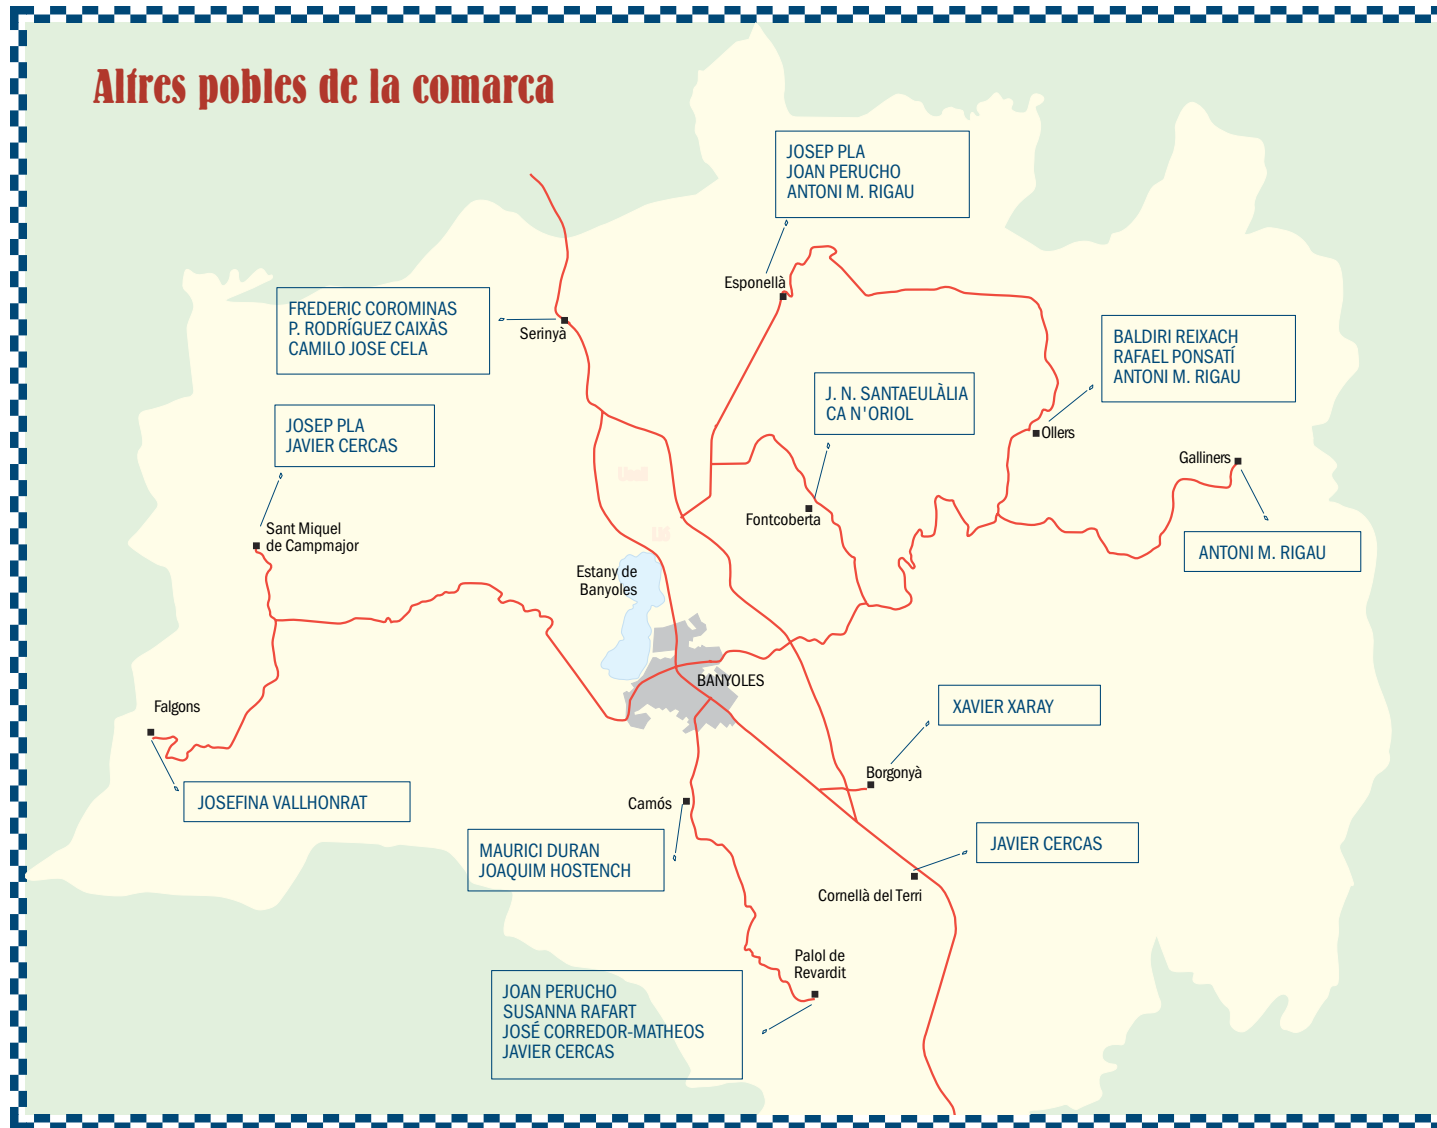 Altres pobles de la comarca
JOSEP PLA
JOAN PERUCHO
ANTONI M. RIGAU
Esponellà
FREDERIC COROMINAS
P. RODRÍGUEZ CAIXÀS
CAMILO JOSE CELA
Serinyà
BALDIRI REIXACH
RAFAEL PONSATÍ
ANTONI M. RIGAU
Ollers
J. N. SANTAEULÀLIA
CA N'ORIOL
Fontcoberta
JOSEP PLA
JAVIER CERCAS
Sant Miquel
de Campmajor
Galliners
ANTONI M. RIGAU
Estany de
Banyoles
BANYOLES
Falgons
JOSEFINA VALLHONRAT
XAVIER XARAY
Borgonyà
Camós
MAURICI DURAN
JOAQUIM HOSTENCH
JAVIER CERCAS
Cornellà del Terri
Palol de
Revardit
JOAN PERUCHO
SUSANNA RAFART
JOSÉ CORREDOR-MATHEOS
JAVIER CERCAS